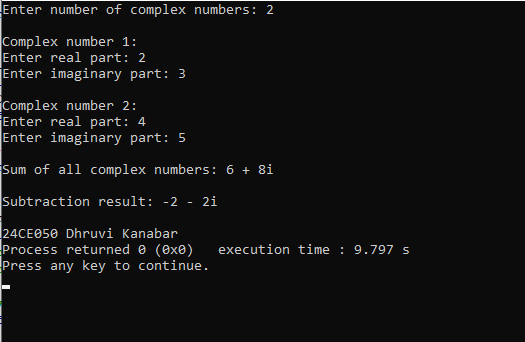 Enter number of complex numbers: 2
Complex number 1:
Enter real part: 2
Enter imaginary part: 3
Complex number 2:
Enter real part: 4
Enter imaginary part: 5
Sum of all complex numbers: 6 + 8i
Subtraction result: -2 - 2i
24CE050 Dhruvi Kanabar
Process returned 0 (0x0)   execution time : 9.797 s
Press any key to continue.